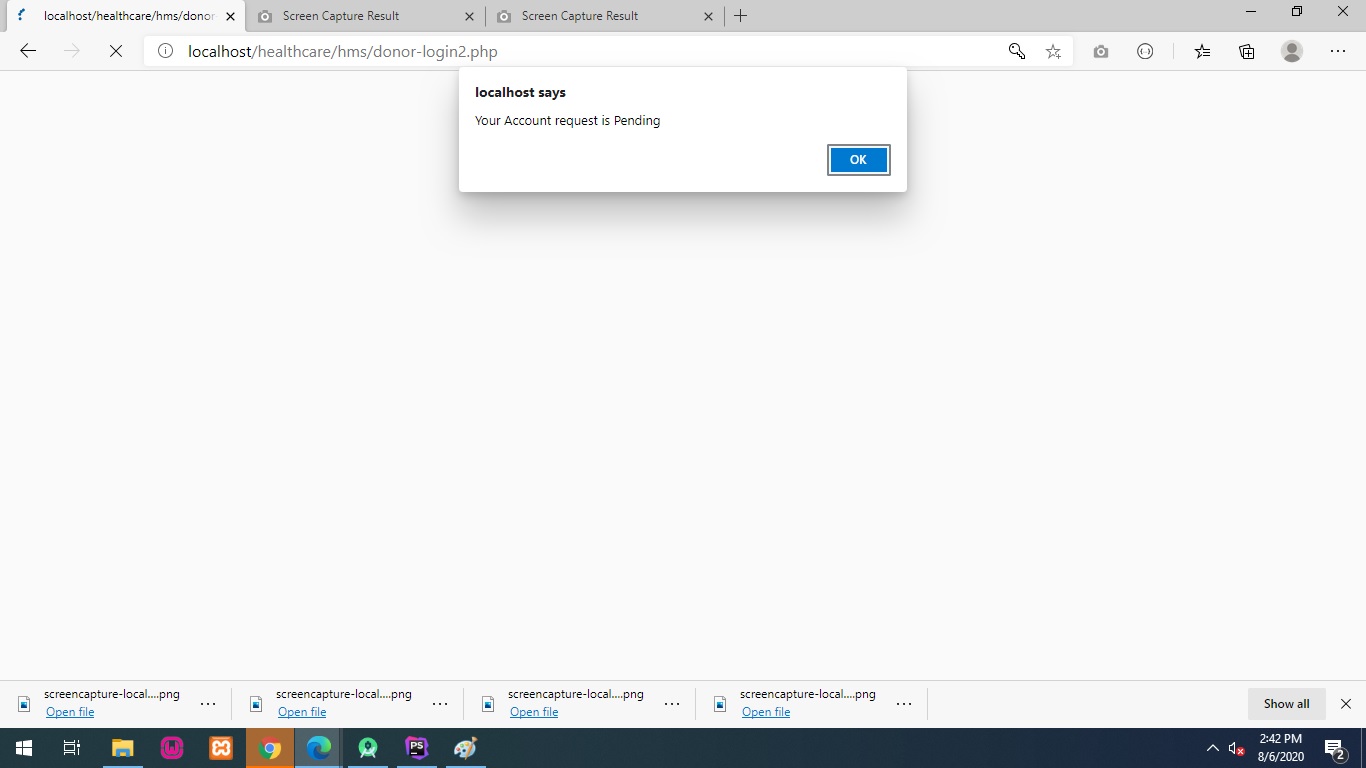 localhost/healthcare/hms/donor-
Screen Capture Result
Screen Capture Result
localhost/healthcare/hms/donor-login2.php
localhost says
Your Account request is Pending
OK
screencapture-local....png
Open file
screencapture-local....png
Open file
screencapture-local....png
Open file
screencapture-local....png
Open file
Show all
PS
2:42 PM
8/6/2020
2